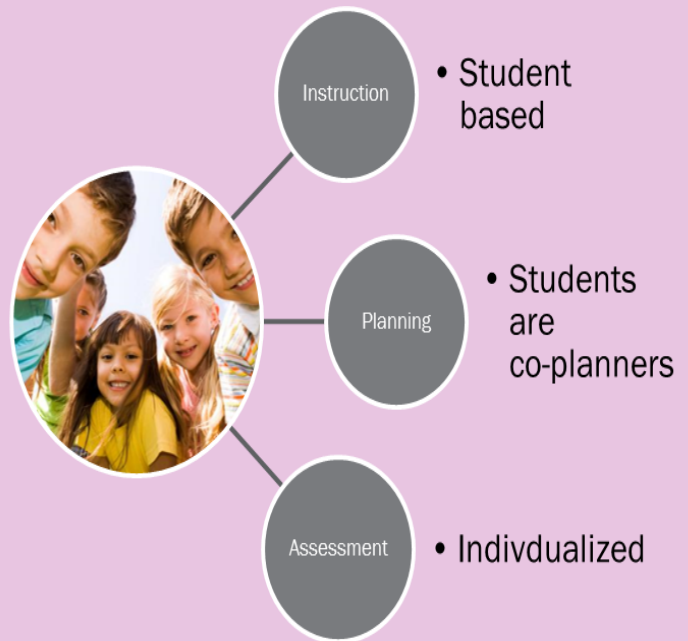 Instruction
• Student
based
Planning
• Students
are
co-planners
Assessment
• Indivdualized